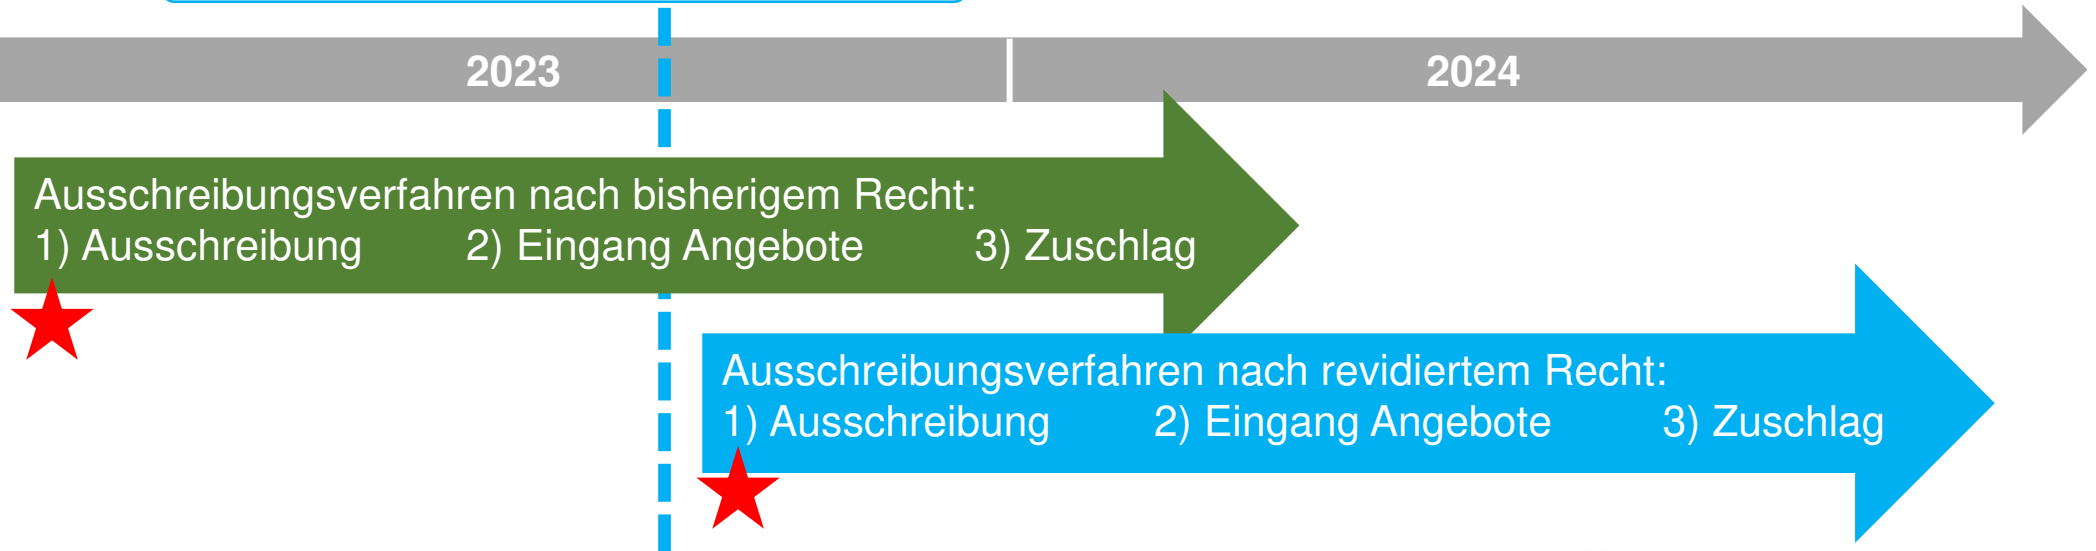 2023 2024
Ausschreibungsverfahren nach bisherigem Recht:
1) Ausschreibung 2) Eingang Angebote 3) Zuschlag
Ausschreibungsverfahren nach revidiertem Recht:
1) Ausschreibung 2) Eingang Angebote 3) Zuschlag